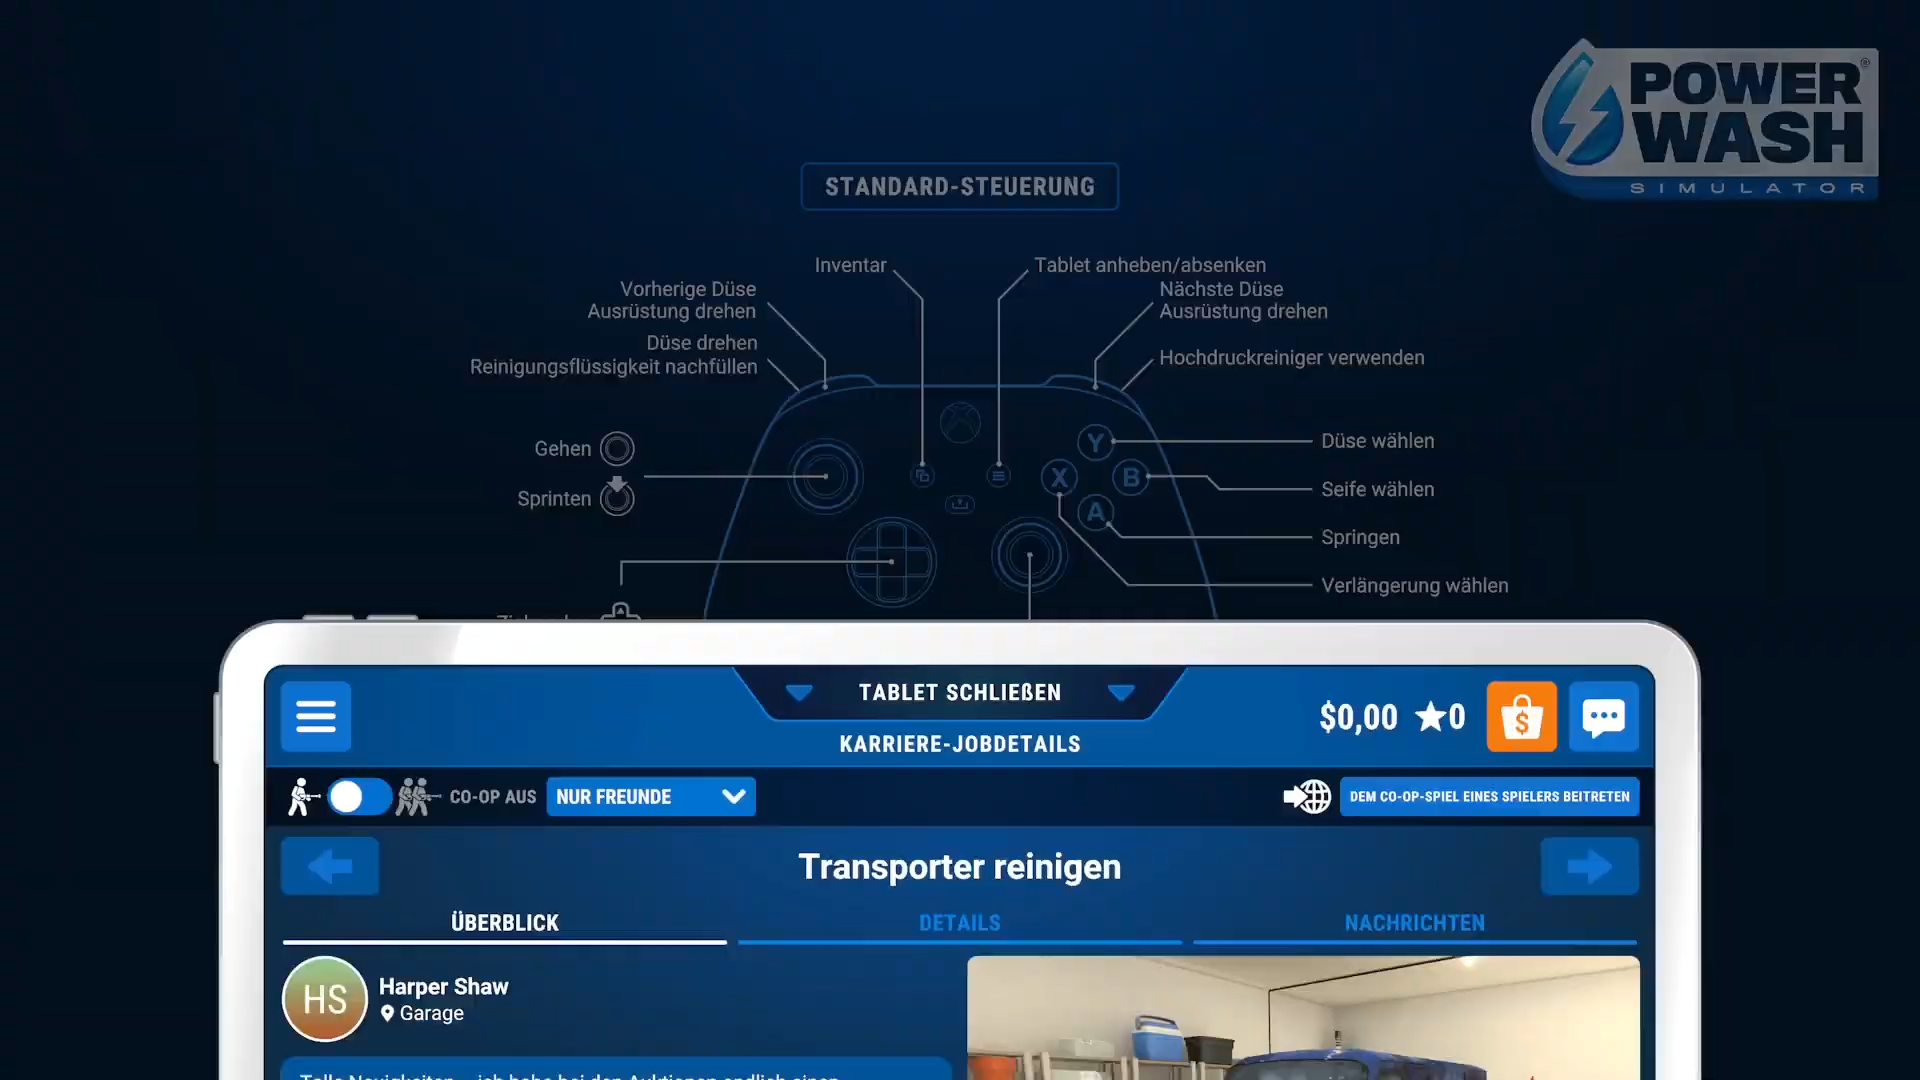 POWER
WASH
SIMULATOR
STANDARD-STEUERUNG
Inventar
Tablet anheben/absenken
Vorherige Düse
Ausrüstung drehen
Nächste Düse
Ausrüstung drehen
Düse drehen
Reinigungsflüssigkeit nachfüllen
Hochdruckreiniger verwenden
Gehen
Sprinten
Y
X
B
A
Düse wählen
Seife wählen
Springen
Verlängerung wählen
TABLET SCHLIEßEN
KARRIERE-JOBDETAILS
$0,00
0
CO-OP AUS
NUR FREUNDE
DEM CO-OP-SPIEL EINES SPIELERS BEITRETEN
Transporter reinigen
ÜBERBLICK
DETAILS
NACHRICHTEN
HS
Harper Shaw
Garage